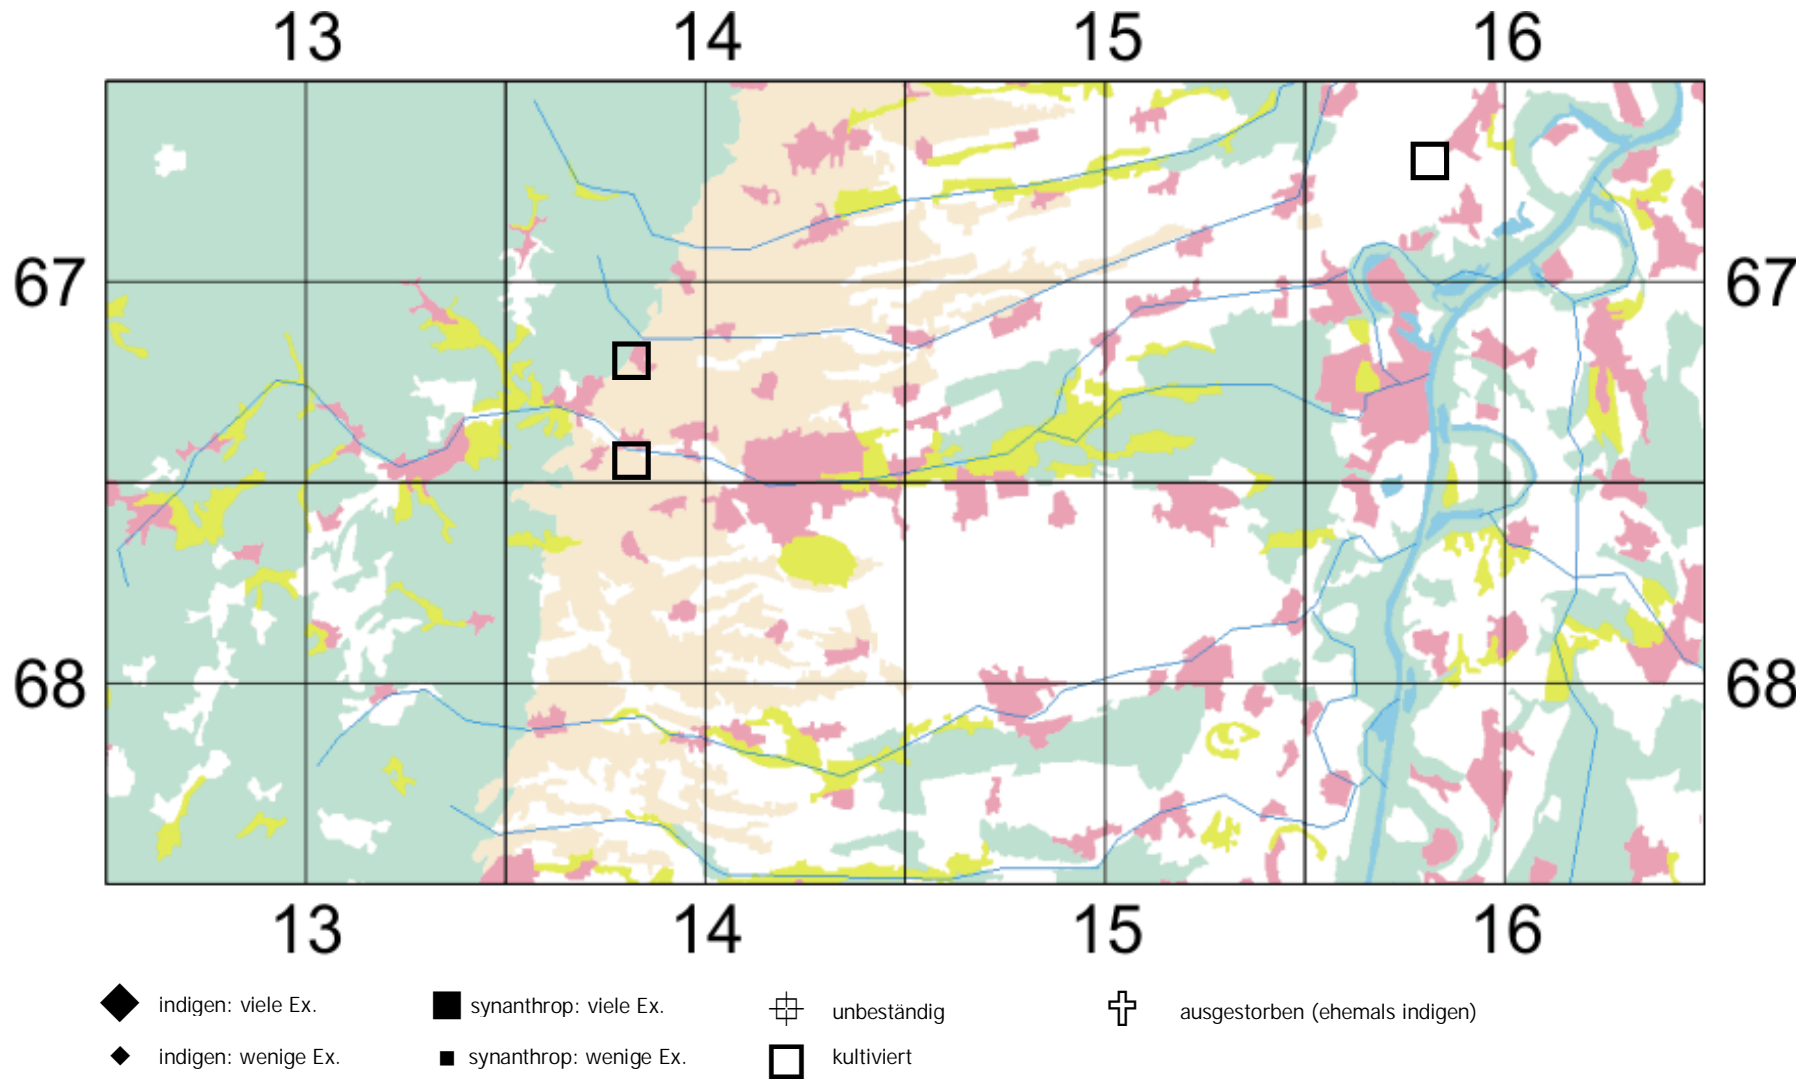 13 14 15 16
67 67
68 68
13 14 15 16
indigen: viele Ex. synanthrop: viele Ex. unbeständig ausgestorben (ehemals indigen)
indigen: wenige Ex. synanthrop: wenige Ex. kultiviert